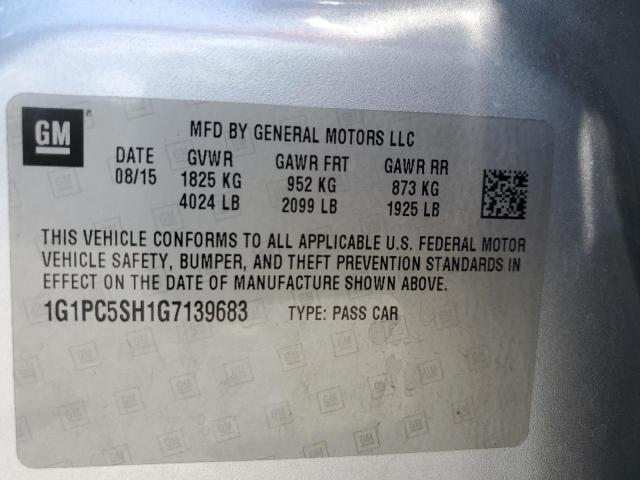 GM
MFD BY GENERAL MOTORS LLC
DATE GVWR GAWR FRT GAWR RR
08/15 1825 KG 952 KG 873 KG
4024 LB 2099 LB 1925 LB
THIS VEHICLE CONFORMS TO ALL APPLICABLE U.S. FEDERAL MOTOR
VEHICLE SAFETY, BUMPER, AND THEFT PREVENTION STANDARDS IN
EFFECT ON THE DATE OF MANUFACTURE SHOWN ABOVE.
1G1PC5SH1G7139683 TYPE: PASS CAR